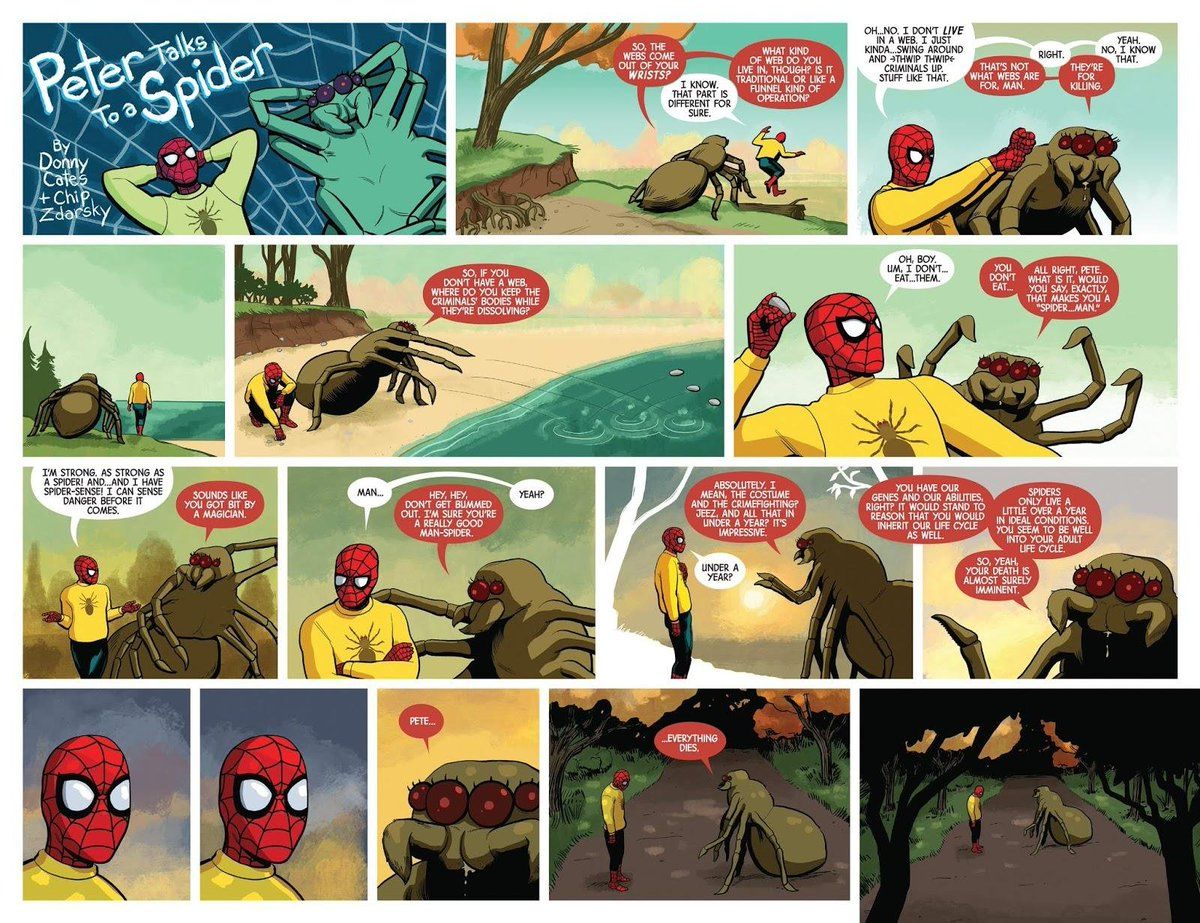 Peter Talks
To a Spider
By
Donny
Cates
+ Chip
Zdarsky
SO, THE
WEBS COME
OUT OF YOUR
WRISTS?
I KNOW.
THAT PART IS
DIFFERENT FOR
SURE.
WHAT KIND
OF WEB DO YOU
LIVE IN, THOUGH? IS IT
TRADITIONAL OR LIKE A
FUNNEL KIND OF
OPERATION?
OH...NO. I DON'T LIVE
IN A WEB. I JUST
KINDA...SWING AROUND
AND →THWIP THWIP←
CRIMINALS UP.
STUFF LIKE THAT.
THAT'S NOT
WHAT WEBS ARE
FOR, MAN.
RIGHT.
THEY'RE
FOR
KILLING.
YEAH.
NO, I KNOW
THAT.
SO, IF YOU
DON'T HAVE A WEB,
WHERE DO YOU KEEP THE
CRIMINALS' BODIES WHILE
THEY'RE DISSOLVING?
OH, BOY.
UM, I DON'T...
EAT...THEM.
YOU
DON'T
EAT...
ALL RIGHT, PETE.
WHAT IS IT, WOULD
YOU SAY, EXACTLY,
THAT MAKES YOU A
"SPIDER...MAN."
I'M STRONG. AS STRONG AS
A SPIDER! AND...AND I HAVE
SPIDER-SENSE! I CAN SENSE
DANGER BEFORE IT
COMES.
SOUNDS LIKE
YOU GOT BIT BY
A MAGICIAN.
MAN...
HEY, HEY,
DON'T GET BUMMED
OUT. I'M SURE YOU'RE
A REALLY GOOD
MAN-SPIDER.
YEAH?
ABSOLUTELY. I
MEAN, THE COSTUME
AND THE CRIMEFIGHTING?
JEEZ, AND ALL THAT IN
UNDER A YEAR? IT'S
IMPRESSIVE.
UNDER A
YEAR?
YOU HAVE OUR
GENES AND OUR ABILITIES,
RIGHT? IT WOULD STAND TO
REASON THAT YOU WOULD
INHERIT OUR LIFE CYCLE
AS WELL.
SPIDERS
ONLY LIVE A
LITTLE OVER A YEAR
IN IDEAL CONDITIONS.
YOU SEEM TO BE WELL
INTO YOUR ADULT
LIFE CYCLE.
SO, YEAH,
YOUR DEATH IS
ALMOST SURELY
IMMINENT.
PETE...
...EVERYTHING
DIES.